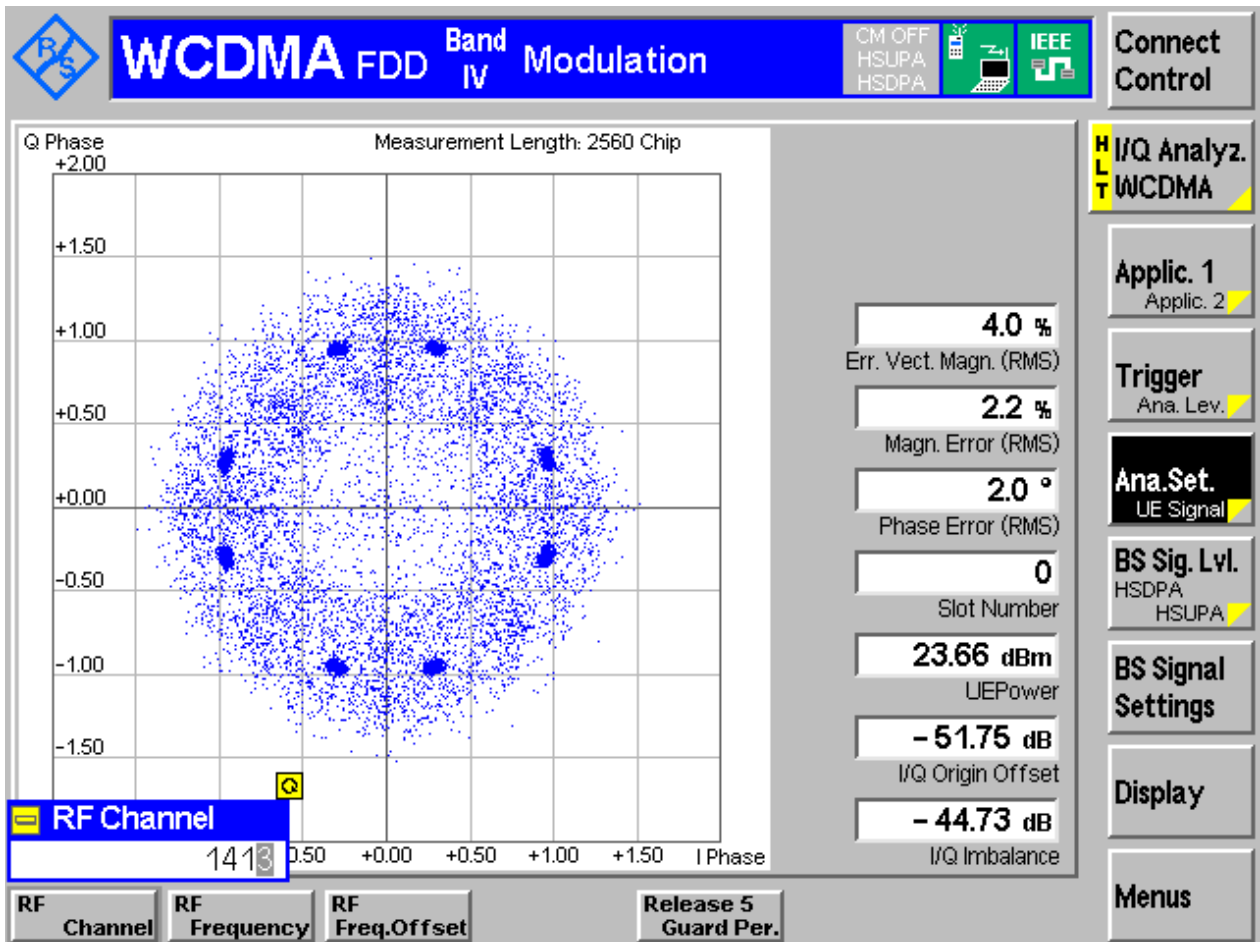 R S
WCDMA FDD Band IV Modulation
CM OFF
HSUPA
HSDPA
IEEE
Connect
Control
Q Phase
Measurement Length: 2560 Chip
+2.00
+1.50
+1.00
+0.50
+0.00
-0.50
-1.00
-1.50
Q
RF Channel
1413
0.50 +0.00 +0.50 +1.00 +1.50 I Phase
4.0 %
Err. Vect. Magn. (RMS)
2.2 %
Magn. Error (RMS)
2.0 °
Phase Error (RMS)
0
Slot Number
23.66 dBm
UEPower
-51.75 dB
I/Q Origin Offset
-44.73 dB
I/Q Imbalance
HLT
I/Q Analyz.
WCDMA
Applic. 1
Applic. 2
Trigger
Ana. Lev.
Ana.Set.
UE Signal
BS Sig. Lvl.
HSDPA
HSUPA
BS Signal
Settings
Display
Menus
RF
Channel
RF
Frequency
RF
Freq.Offset
Release 5
Guard Per.